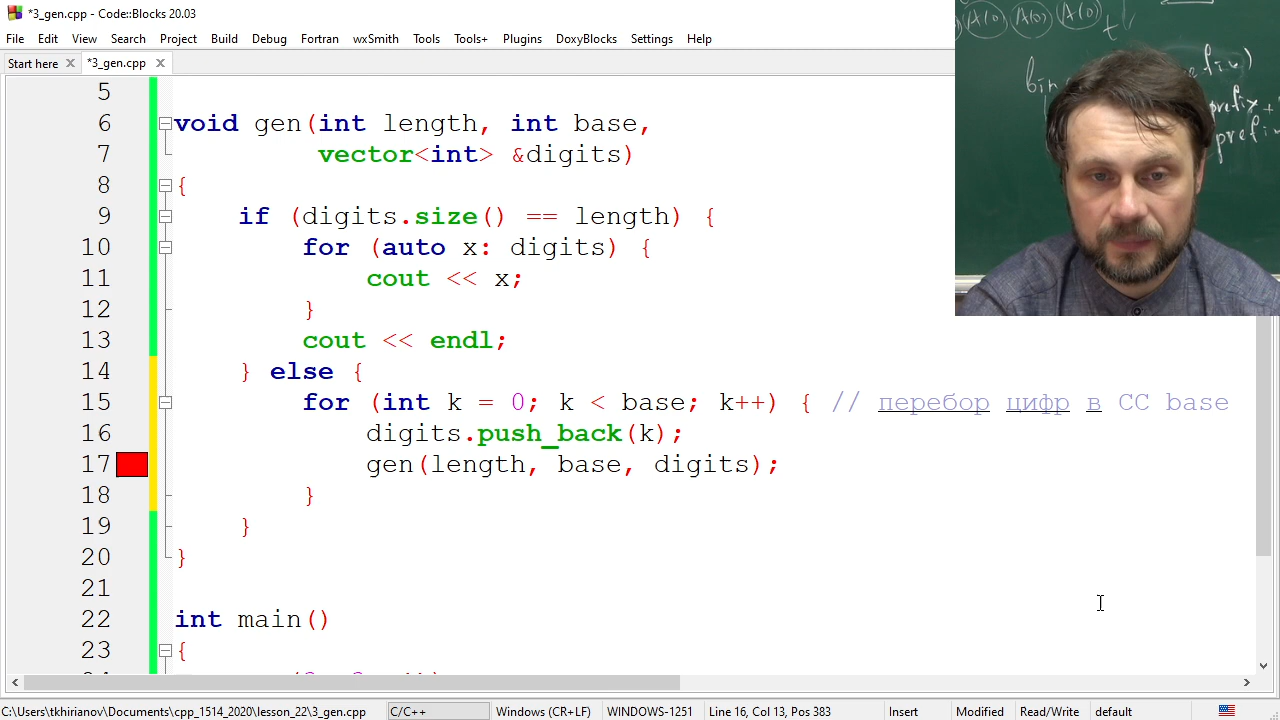 *3_gen.cpp - Code::Blocks 20.03
File Edit View Search Project Build Debug Fortran wxSmith Tools Tools+ Plugins DoxyBlocks Settings Help
Start here *3_gen.cpp
5
6 void gen(int length, int base,
7 vector<int> &digits)
8 {
9 if (digits.size() == length) {
10 for (auto x: digits) {
11 cout << x;
12 }
13 cout << endl;
14 } else {
15 for (int k = 0; k < base; k++) { // перебор цифр в СС base
16 digits.push_back(k);
17 gen(length, base, digits);
18 }
19 }
20 }
21
22 int main()
23 {
A(0) A(0) A(0)
prefix +
C:\Users\tkhirianov\Documents\cpp_1514_2020\lesson_22\3_gen.cpp C/C++ Windows (CR+LF) WINDOWS-1251 Line 16, Col 13, Pos 383 Insert Modified Read/Write default